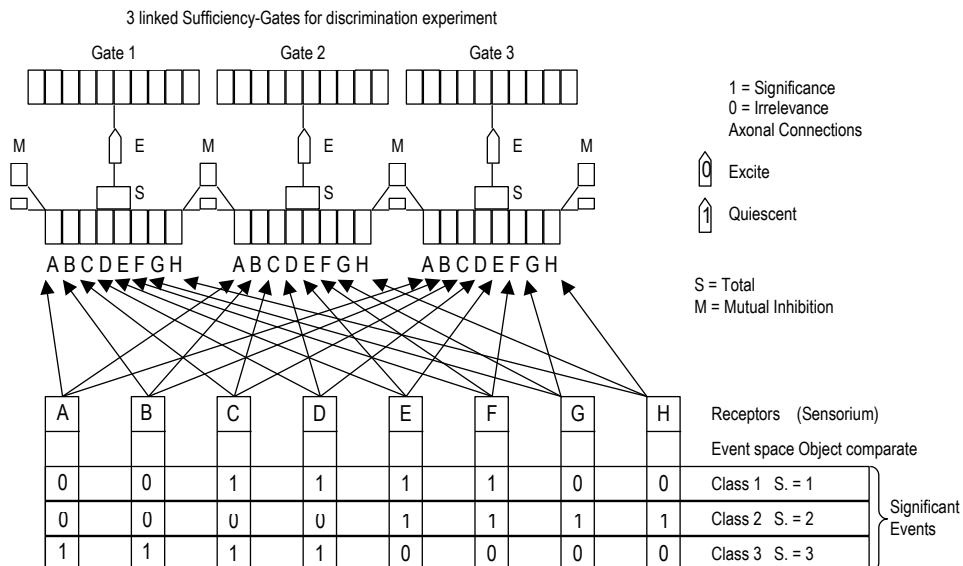 3 linked Sufficiency-Gates for discrimination experiment
Gate 1 Gate 2 Gate 3
1 = Significance
0 = Irrelevance
Axonal Connections
M E M E M E M
0 Excite
S S S
1 Quiescent
A B C D E F G H A B C D E F G H A B C D E F G H
S = Total
M = Mutual Inhibition
A B C D E F G H Receptors (Sensorium)
Event space Object comparate
0 0 1 1 1 1 0 0 Class 1 S. = 1
0 0 0 0 1 1 1 1 Class 2 S. = 2
1 1 1 1 0 0 0 0 Class 3 S. = 3
Significant
Events